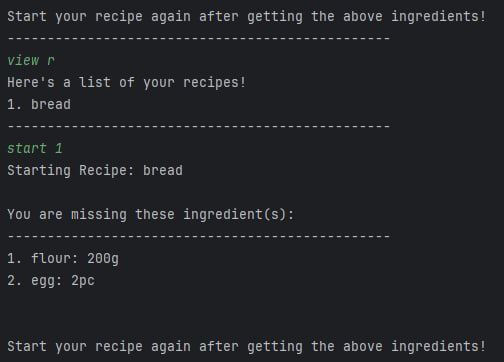 Start your recipe again after getting the above ingredients!
------------------------------------------------
view r
Here's a list of your recipes!
1. bread
------------------------------------------------
start 1
Starting Recipe: bread
You are missing these ingredient(s):
------------------------------------------------
1. flour: 200g
2. egg: 2pc
Start your recipe again after getting the above ingredients!